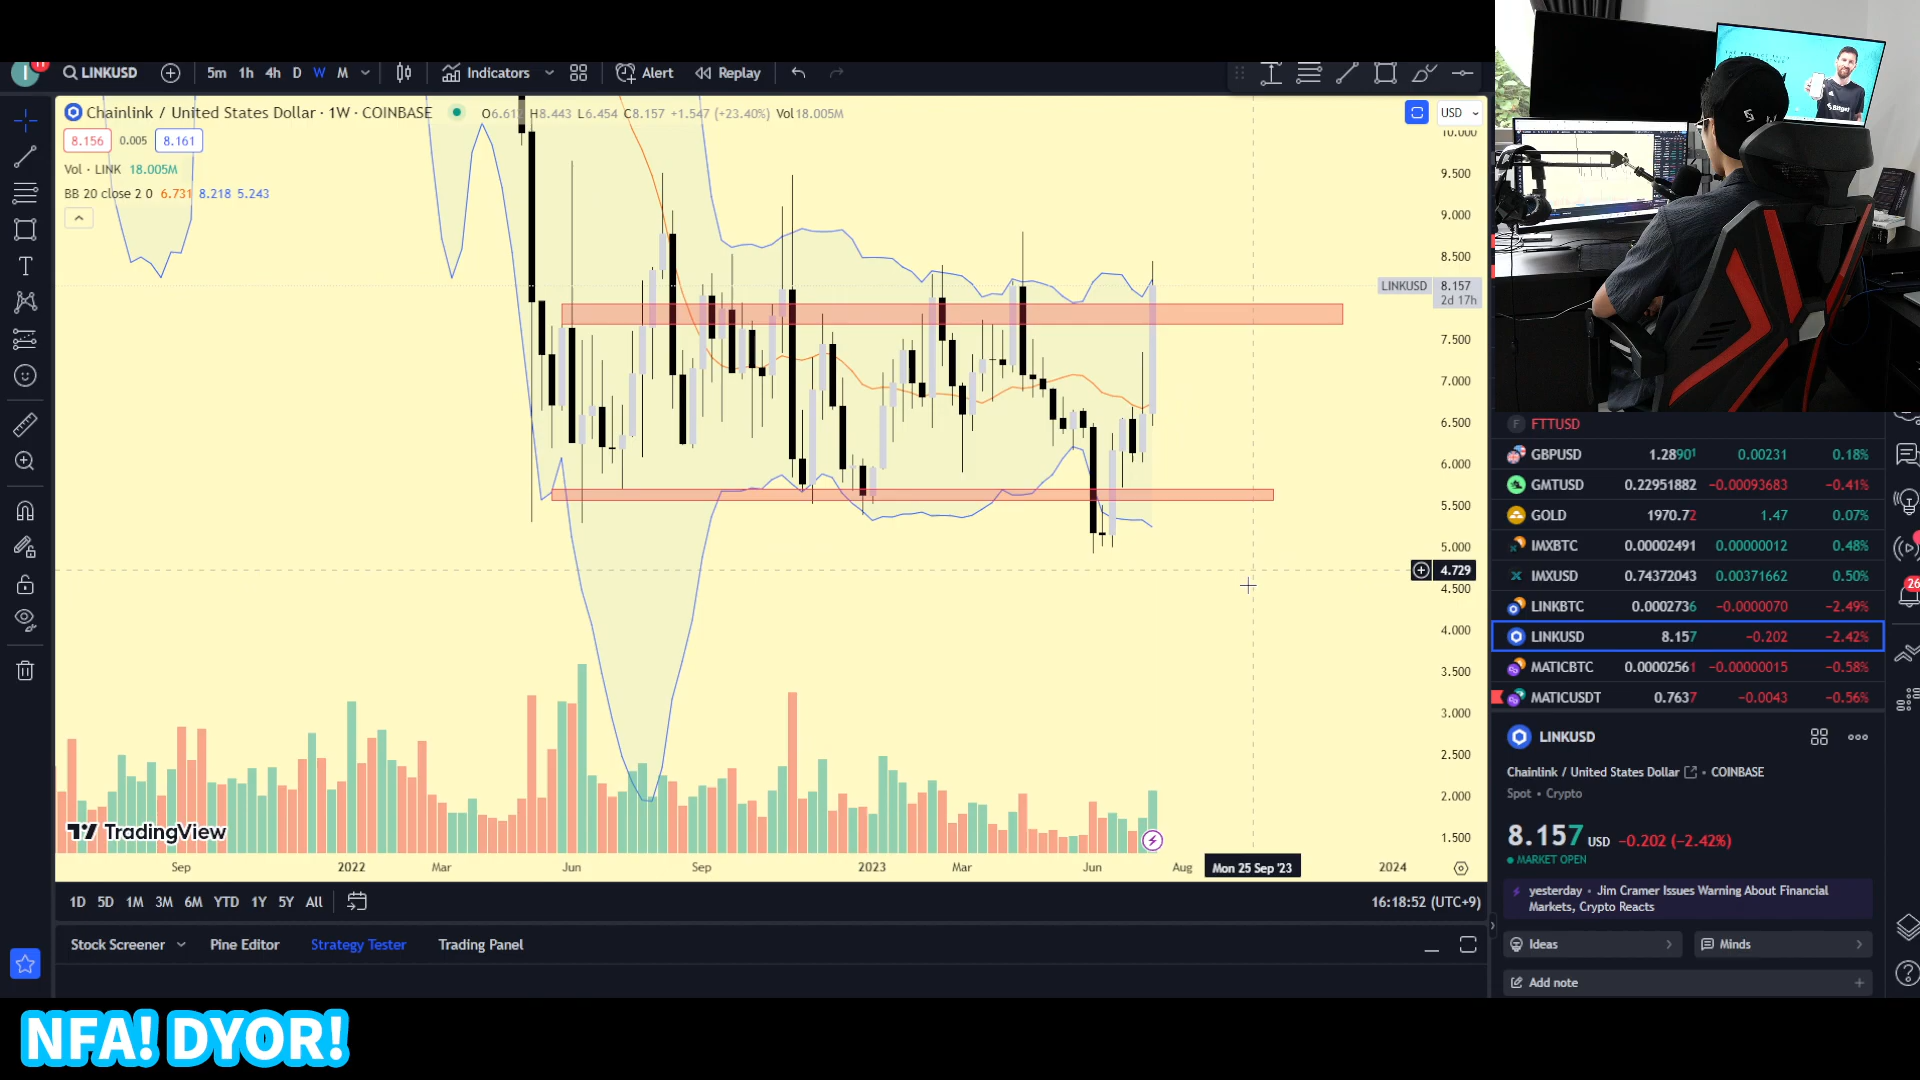 LINKUSD 5m 1h 4h D W M Indicators Alert Replay
Chainlink / United States Dollar · 1W · COINBASE O6.61 H8.443 L6.454 C8.157 +1.547 (+23.40%) Vol18.005M USD
8.156 0.005 8.161
Vol · LINK 18.005M
BB 20 close 2 0 6.731 8.218 5.243
10.000
9.500
9.000
8.500
LINKUSD 8.157
2d 17h
7.500
7.000
6.500
6.000
5.500
5.000
4.729
4.500
4.000
3.500
3.000
2.500
2.000
1.500
TradingView
Sep 2022 Mar Jun Sep 2023 Mar Jun Aug Mon 25 Sep '23 2024
1D 5D 1M 3M 6M YTD 1Y 5Y All 16:18:52 (UTC+9)
Stock Screener Pine Editor Strategy Tester Trading Panel
FTTUSD
GBPUSD 1.28901 0.00231 0.18%
GMTUSD 0.22951882 −0.00093683 −0.41%
GOLD 1970.72 1.47 0.07%
IMXBTC 0.00002491 0.00000012 0.48%
IMXUSD 0.74372043 0.00371662 0.50%
LINKBTC 0.0002736 −0.0000070 −2.49%
LINKUSD 8.157 −0.202 −2.42%
MATICBTC 0.00002561 −0.00000015 −0.58%
MATICUSDT 0.7637 −0.0043 −0.56%
26
LINKUSD
Chainlink / United States Dollar • COINBASE
Spot • Crypto
8.157 USD −0.202 (−2.42%)
MARKET OPEN
yesterday • Jim Cramer Issues Warning About Financial
Markets, Crypto Reacts
Ideas Minds
Add note
Bitget
NFA! DYOR!